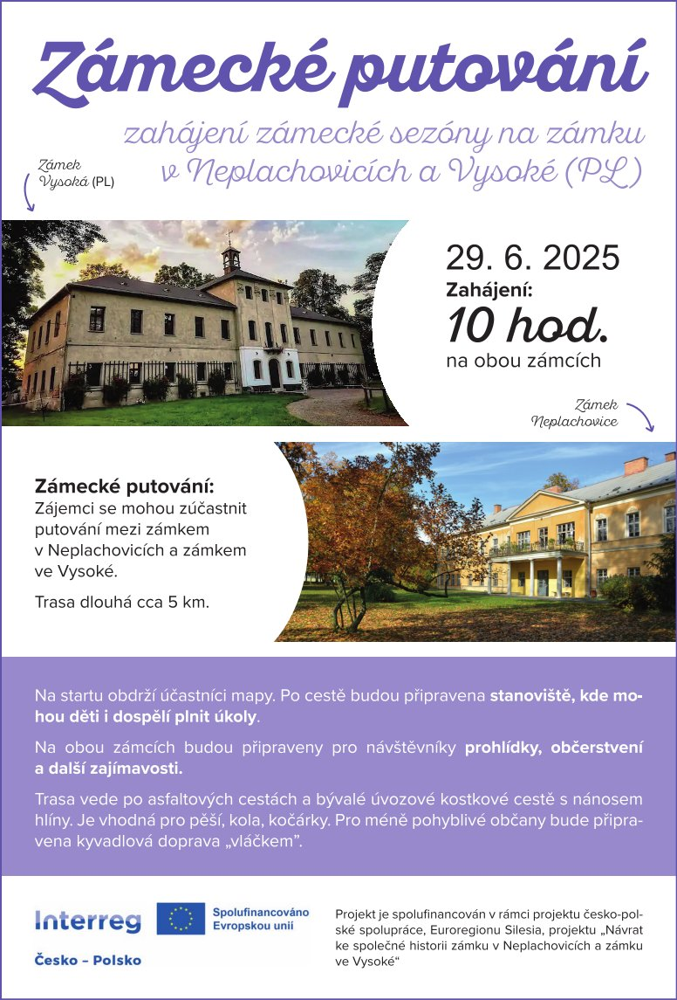 Zámecké putování
zahájení zámecké sezóny na zámku
v Neplachovicích a Vysoké (PL)
Zámek
Vysoká (PL)
29. 6. 2025
Zahájení:
10 hod.
na obou zámcích
Zámek
Neplachovice
Zámecké putování:
Zájemci se mohou zúčastnit
putování mezi zámkem
v Neplachovicích a zámkem
ve Vysoké.
Trasa dlouhá cca 5 km.
Na startu obdrží účastníci mapy. Po cestě budou připravena stanoviště, kde mo-
hou děti i dospělí plnit úkoly.
Na obou zámcích budou připraveny pro návštěvníky prohlídky, občerstvení
a další zajímavosti.
Trasa vede po asfaltových cestách a bývalé úvozové kostkové cestě s nánosem
hlíny. Je vhodná pro pěší, kola, kočárky. Pro méně pohyblivé občany bude připra-
vena kyvadlová doprava „vláčkem”.
Interreg
Spolufinancováno
Evropskou unií
Česko – Polsko
Projekt je spolufinancován v rámci projektu česko-pol-
ské spolupráce, Euroregionu Silesia, projektu „Návrat
ke společné historii zámku v Neplachovicích a zámku
ve Vysoké“